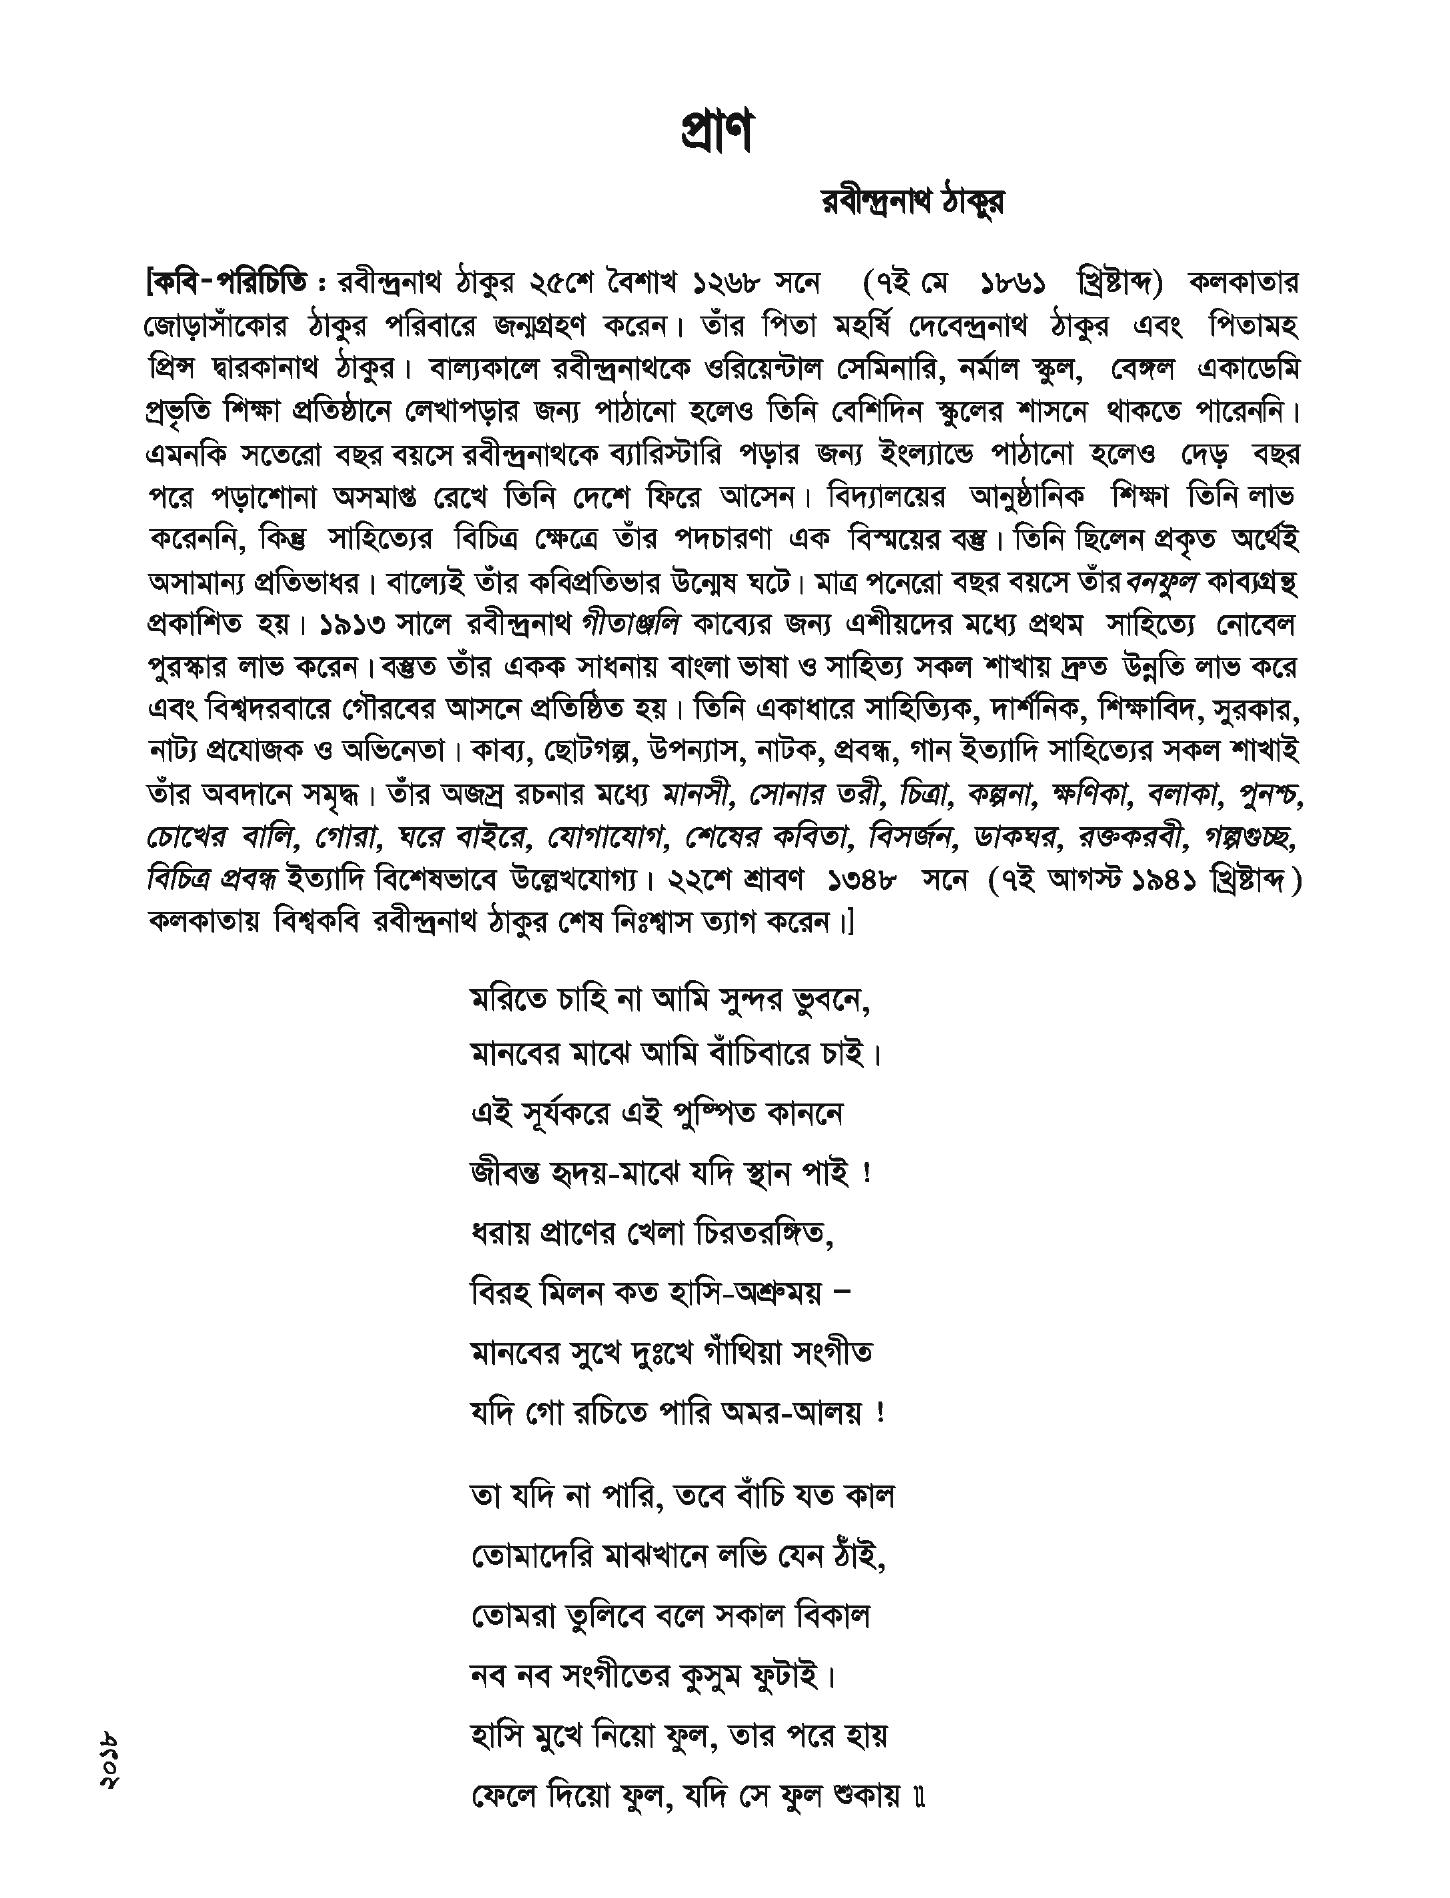 প্রাণ
রবীন্দ্রনাথ ঠাকুর
[কবি-পরিচিতি : রবীন্দ্রনাথ ঠাকুর ২৫শে বৈশাখ ১২৬৮ সনে (৭ই মে ১৮৬১ খ্রিষ্টাব্দ) কলকাতার
জোড়াসাঁকোর ঠাকুর পরিবারে জন্মগ্রহণ করেন। তাঁর পিতা মহর্ষি দেবেন্দ্রনাথ ঠাকুর এবং পিতামহ
প্রিন্স দ্বারকানাথ ঠাকুর। বাল্যকালে রবীন্দ্রনাথকে ওরিয়েন্টাল সেমিনারি, নর্মাল স্কুল, বেঙ্গল একাডেমি
প্রভৃতি শিক্ষা প্রতিষ্ঠানে লেখাপড়ার জন্য পাঠানো হলেও তিনি বেশিদিন স্কুলের শাসনে থাকতে পারেননি।
এমনকি সতেরো বছর বয়সে রবীন্দ্রনাথকে ব্যারিস্টারি পড়ার জন্য ইংল্যান্ডে পাঠানো হলেও দেড় বছর
পরে পড়াশোনা অসমাপ্ত রেখে তিনি দেশে ফিরে আসেন। বিদ্যালয়ের আনুষ্ঠানিক শিক্ষা তিনি লাভ
করেননি, কিন্তু সাহিত্যের বিচিত্র ক্ষেত্রে তাঁর পদচারণা এক বিস্ময়ের বস্তু। তিনি ছিলেন প্রকৃত অর্থেই
অসামান্য প্রতিভাধর। বাল্যেই তাঁর কবিপ্রতিভার উন্মেষ ঘটে। মাত্র পনেরো বছর বয়সে তাঁর বনফুল কাব্যগ্রন্থ
প্রকাশিত হয়। ১৯১৩ সালে রবীন্দ্রনাথ গীতাঞ্জলি কাব্যের জন্য এশীয়দের মধ্যে প্রথম সাহিত্যে নোবেল
পুরস্কার লাভ করেন। বস্তুত তাঁর একক সাধনায় বাংলা ভাষা ও সাহিত্য সকল শাখায় দ্রুত উন্নতি লাভ করে
এবং বিশ্বদরবারে গৌরবের আসনে প্রতিষ্ঠিত হয়। তিনি একাধারে সাহিত্যিক, দার্শনিক, শিক্ষাবিদ, সুরকার,
নাট্য প্রযোজক ও অভিনেতা। কাব্য, ছোটগল্প, উপন্যাস, নাটক, প্রবন্ধ, গান ইত্যাদি সাহিত্যের সকল শাখাই
তাঁর অবদানে সমৃদ্ধ। তাঁর অজস্র রচনার মধ্যে মানসী, সোনার তরী, চিত্রা, কল্পনা, ক্ষণিকা, বলাকা, পুনশ্চ,
চোখের বালি, গোরা, ঘরে বাইরে, যোগাযোগ, শেষের কবিতা, বিসর্জন, ডাকঘর, রক্তকরবী, গল্পগুচ্ছ,
বিচিত্র প্রবন্ধ ইত্যাদি বিশেষভাবে উল্লেখযোগ্য। ২২শে শ্রাবণ ১৩৪৮ সনে (৭ই আগস্ট ১৯৪১ খ্রিষ্টাব্দ)
কলকাতায় বিশ্বকবি রবীন্দ্রনাথ ঠাকুর শেষ নিঃশ্বাস ত্যাগ করেন।]
মরিতে চাহি না আমি সুন্দর ভুবনে,
মানবের মাঝে আমি বাঁচিবারে চাই।
এই সূর্যকরে এই পুষ্পিত কাননে
জীবন্ত হৃদয়-মাঝে যদি স্থান পাই !
ধরায় প্রাণের খেলা চিরতরঙ্গিত,
বিরহ মিলন কত হাসি-অশ্রুময় –
মানবের সুখে দুঃখে গাঁথিয়া সংগীত
যদি গো রচিতে পারি অমর-আলয় !
তা যদি না পারি, তবে বাঁচি যত কাল
তোমাদেরি মাঝখানে লভি যেন ঠাঁই,
তোমরা তুলিবে বলে সকাল বিকাল
নব নব সংগীতের কুসুম ফুটাই।
হাসি মুখে নিয়ো ফুল, তার পরে হায়
ফেলে দিয়ো ফুল, যদি সে ফুল শুকায় ॥
২০১৮